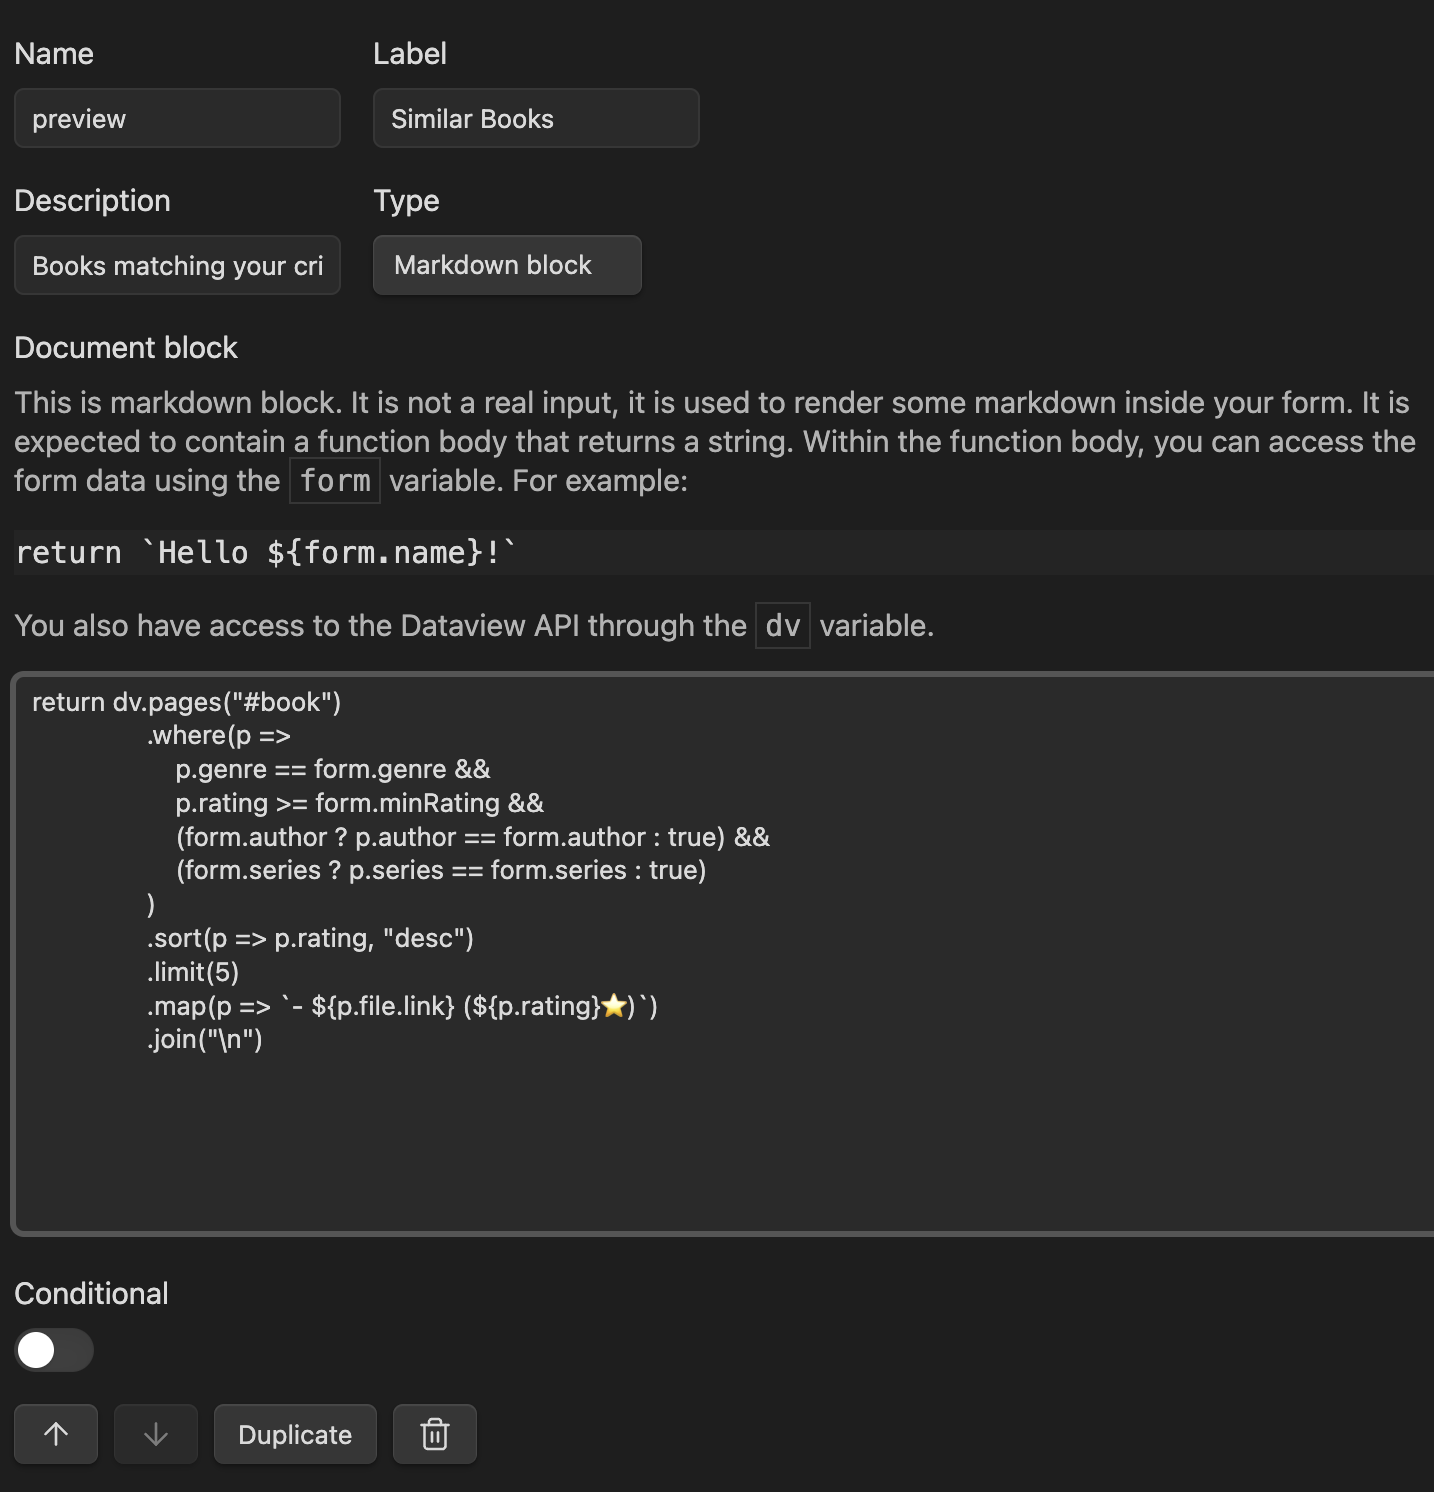 Name Label
preview Similar Books
Description Type
Books matching your cri Markdown block
Document block
This is markdown block. It is not a real input, it is used to render some markdown inside your form. It is
expected to contain a function body that returns a string. Within the function body, you can access the
form data using the form variable. For example:
return `Hello ${form.name}!`
You also have access to the Dataview API through the dv variable.
return dv.pages("#book")
.where(p =>
p.genre == form.genre &&
p.rating >= form.minRating &&
(form.author ? p.author == form.author : true) &&
(form.series ? p.series == form.series : true)
)
.sort(p => p.rating, "desc")
.limit(5)
.map(p => `- ${p.file.link} (${p.rating}⭐)`)
.join("\n")
Conditional
Duplicate